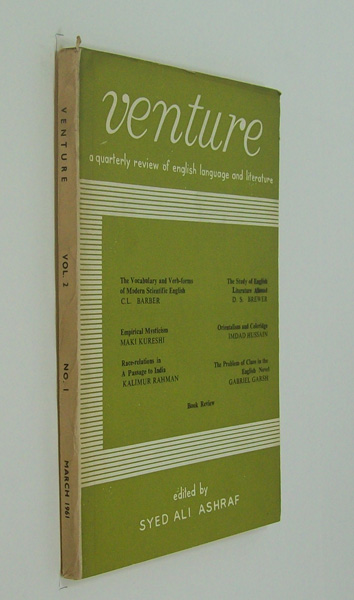 VENTURE
VOL. 2
NO. 1
MARCH 1961
venture
a quarterly review of english language and literature
The Vocabulary and Verb-forms
of Modern Scientific English
C.L. BARBER
The Study of English
Literature Abroad
D. S. BREWER
Empirical Mysticism
MAKI KURESHI
Orientalism and Coleridge
IMDAD HUSSAIN
Race-relations in
A Passage to India
KALIMUR RAHMAN
The Problem of Class in the
English Novel
GABRIEL
Book Review
edited by
SYED ALI ASHRAF